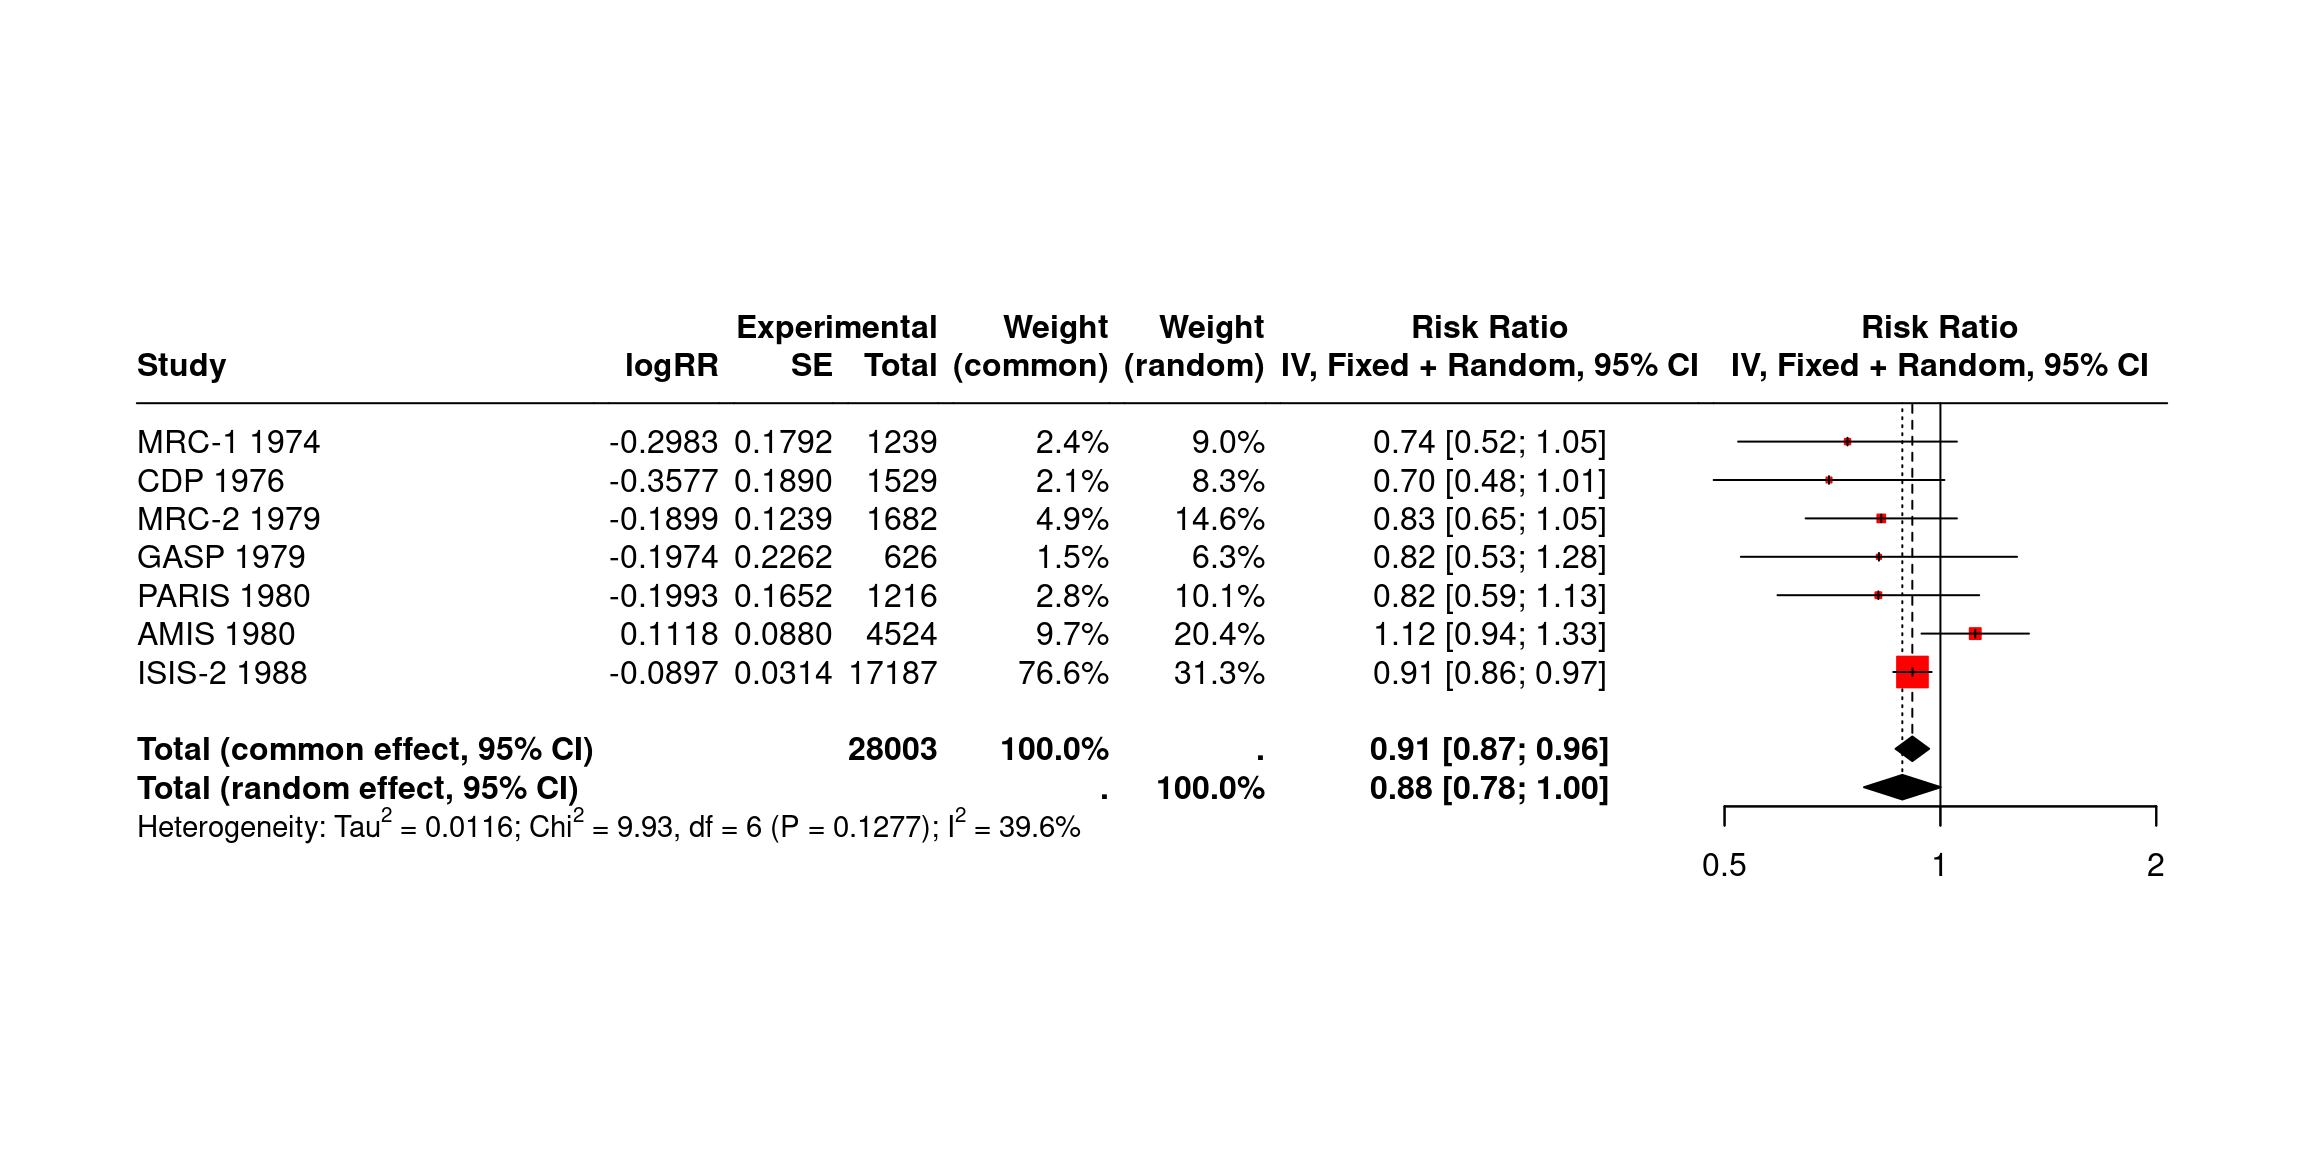 Experimental Weight Weight Risk Ratio Risk Ratio
Study logRR SE Total (common) (random) IV, Fixed + Random, 95% CI IV, Fixed + Random, 95% CI
MRC-1 1974 -0.2983 0.1792 1239 2.4% 9.0% 0.74 [0.52; 1.05]
CDP 1976 -0.3577 0.1890 1529 2.1% 8.3% 0.70 [0.48; 1.01]
MRC-2 1979 -0.1899 0.1239 1682 4.9% 14.6% 0.83 [0.65; 1.05]
GASP 1979 -0.1974 0.2262 626 1.5% 6.3% 0.82 [0.53; 1.28]
PARIS 1980 -0.1993 0.1652 1216 2.8% 10.1% 0.82 [0.59; 1.13]
AMIS 1980 0.1118 0.0880 4524 9.7% 20.4% 1.12 [0.94; 1.33]
ISIS-2 1988 -0.0897 0.0314 17187 76.6% 31.3% 0.91 [0.86; 0.97]
Total (common effect, 95% CI) 28003 100.0% . 0.91 [0.87; 0.96]
Total (random effect, 95% CI) . 100.0% 0.88 [0.78; 1.00]
Heterogeneity: Tau² = 0.0116; Chi² = 9.93, df = 6 (P = 0.1277); I² = 39.6%
0.5 1 2